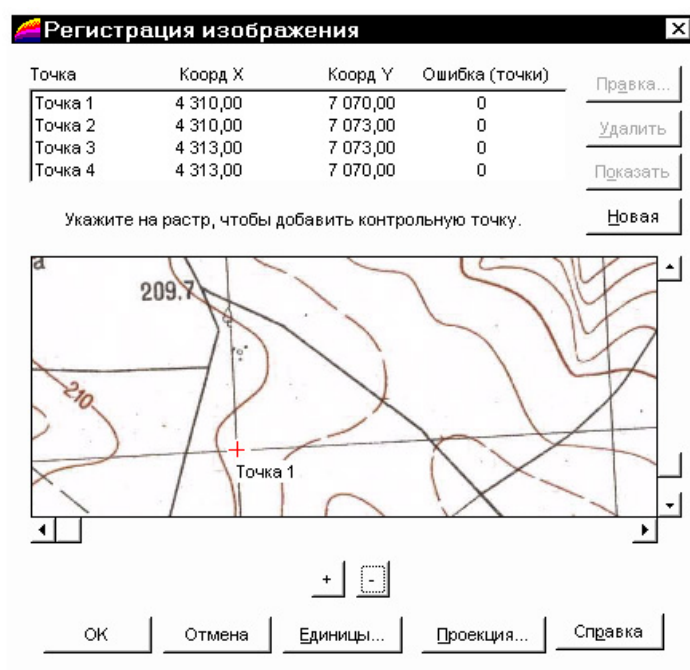 Регистрация изображения
Точка Коорд X Коорд Y Ошибка (точки)
Точка 1 4 310,00 7 070,00 0
Точка 2 4 310,00 7 073,00 0
Точка 3 4 313,00 7 073,00 0
Точка 4 4 313,00 7 070,00 0
Правка...
Удалить
Показать
Новая
Укажите на растр, чтобы добавить контрольную точку.
а
209.7
210
Точка 1
+ -
OK Отмена Единицы... Проекция... Справка